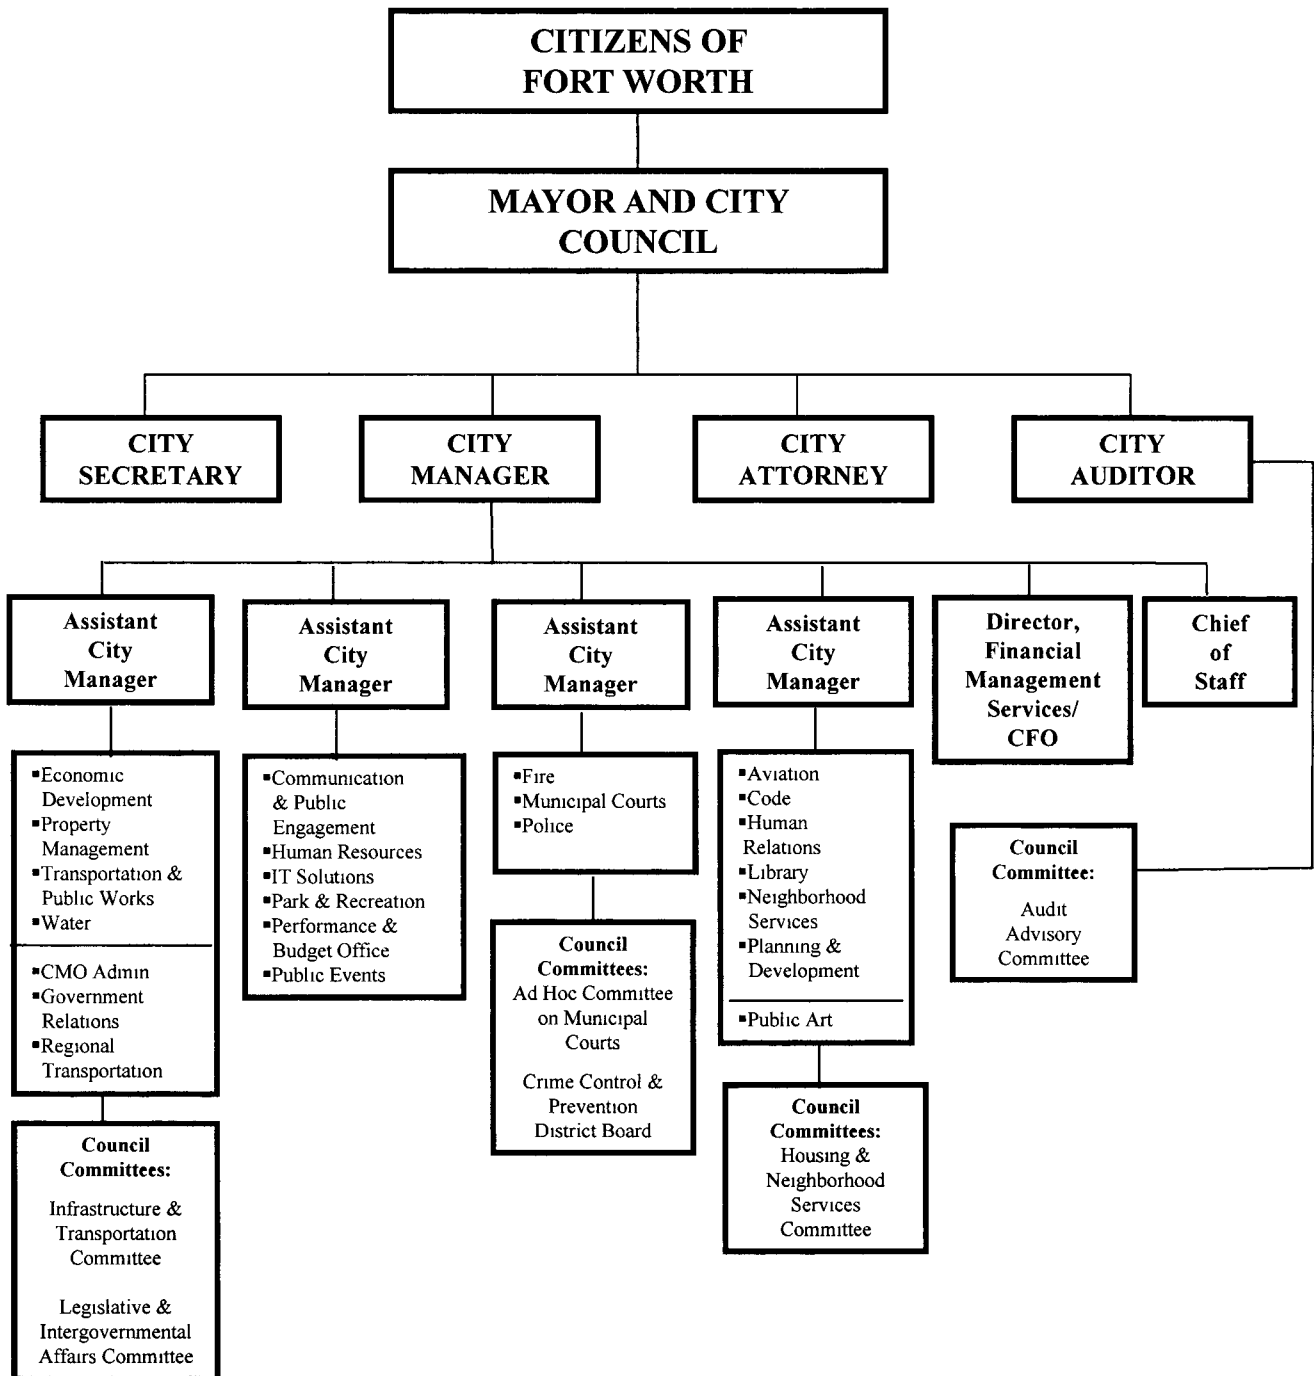 CITIZENS OF
FORT WORTH
MAYOR AND CITY
COUNCIL
CITY
SECRETARY
CITY
MANAGER
CITY
ATTORNEY
CITY
AUDITOR
Assistant
City
Manager
Assistant
City
Manager
Assistant
City
Manager
Assistant
City
Manager
Director,
Financial
Management
Services/
CFO
Chief
of
Staff
▪Economic
Development
▪Property
Management
▪Transportation &
Public Works
▪Water
▪CMO Admin
▪Government
Relations
▪Regional
Transportation
Council
Committees:
Infrastructure &
Transportation
Committee
Legislative &
Intergovernmental
Affairs Committee
▪Communication
& Public
Engagement
▪Human Resources
▪IT Solutions
▪Park & Recreation
▪Performance &
Budget Office
▪Public Events
▪Fire
▪Municipal Courts
▪Police
Council
Committees:
Ad Hoc Committee
on Municipal
Courts
Crime Control &
Prevention
District Board
▪Aviation
▪Code
▪Human
Relations
▪Library
▪Neighborhood
Services
▪Planning &
Development
▪Public Art
Council
Committees:
Housing &
Neighborhood
Services
Committee
Council
Committee:
Audit
Advisory
Committee